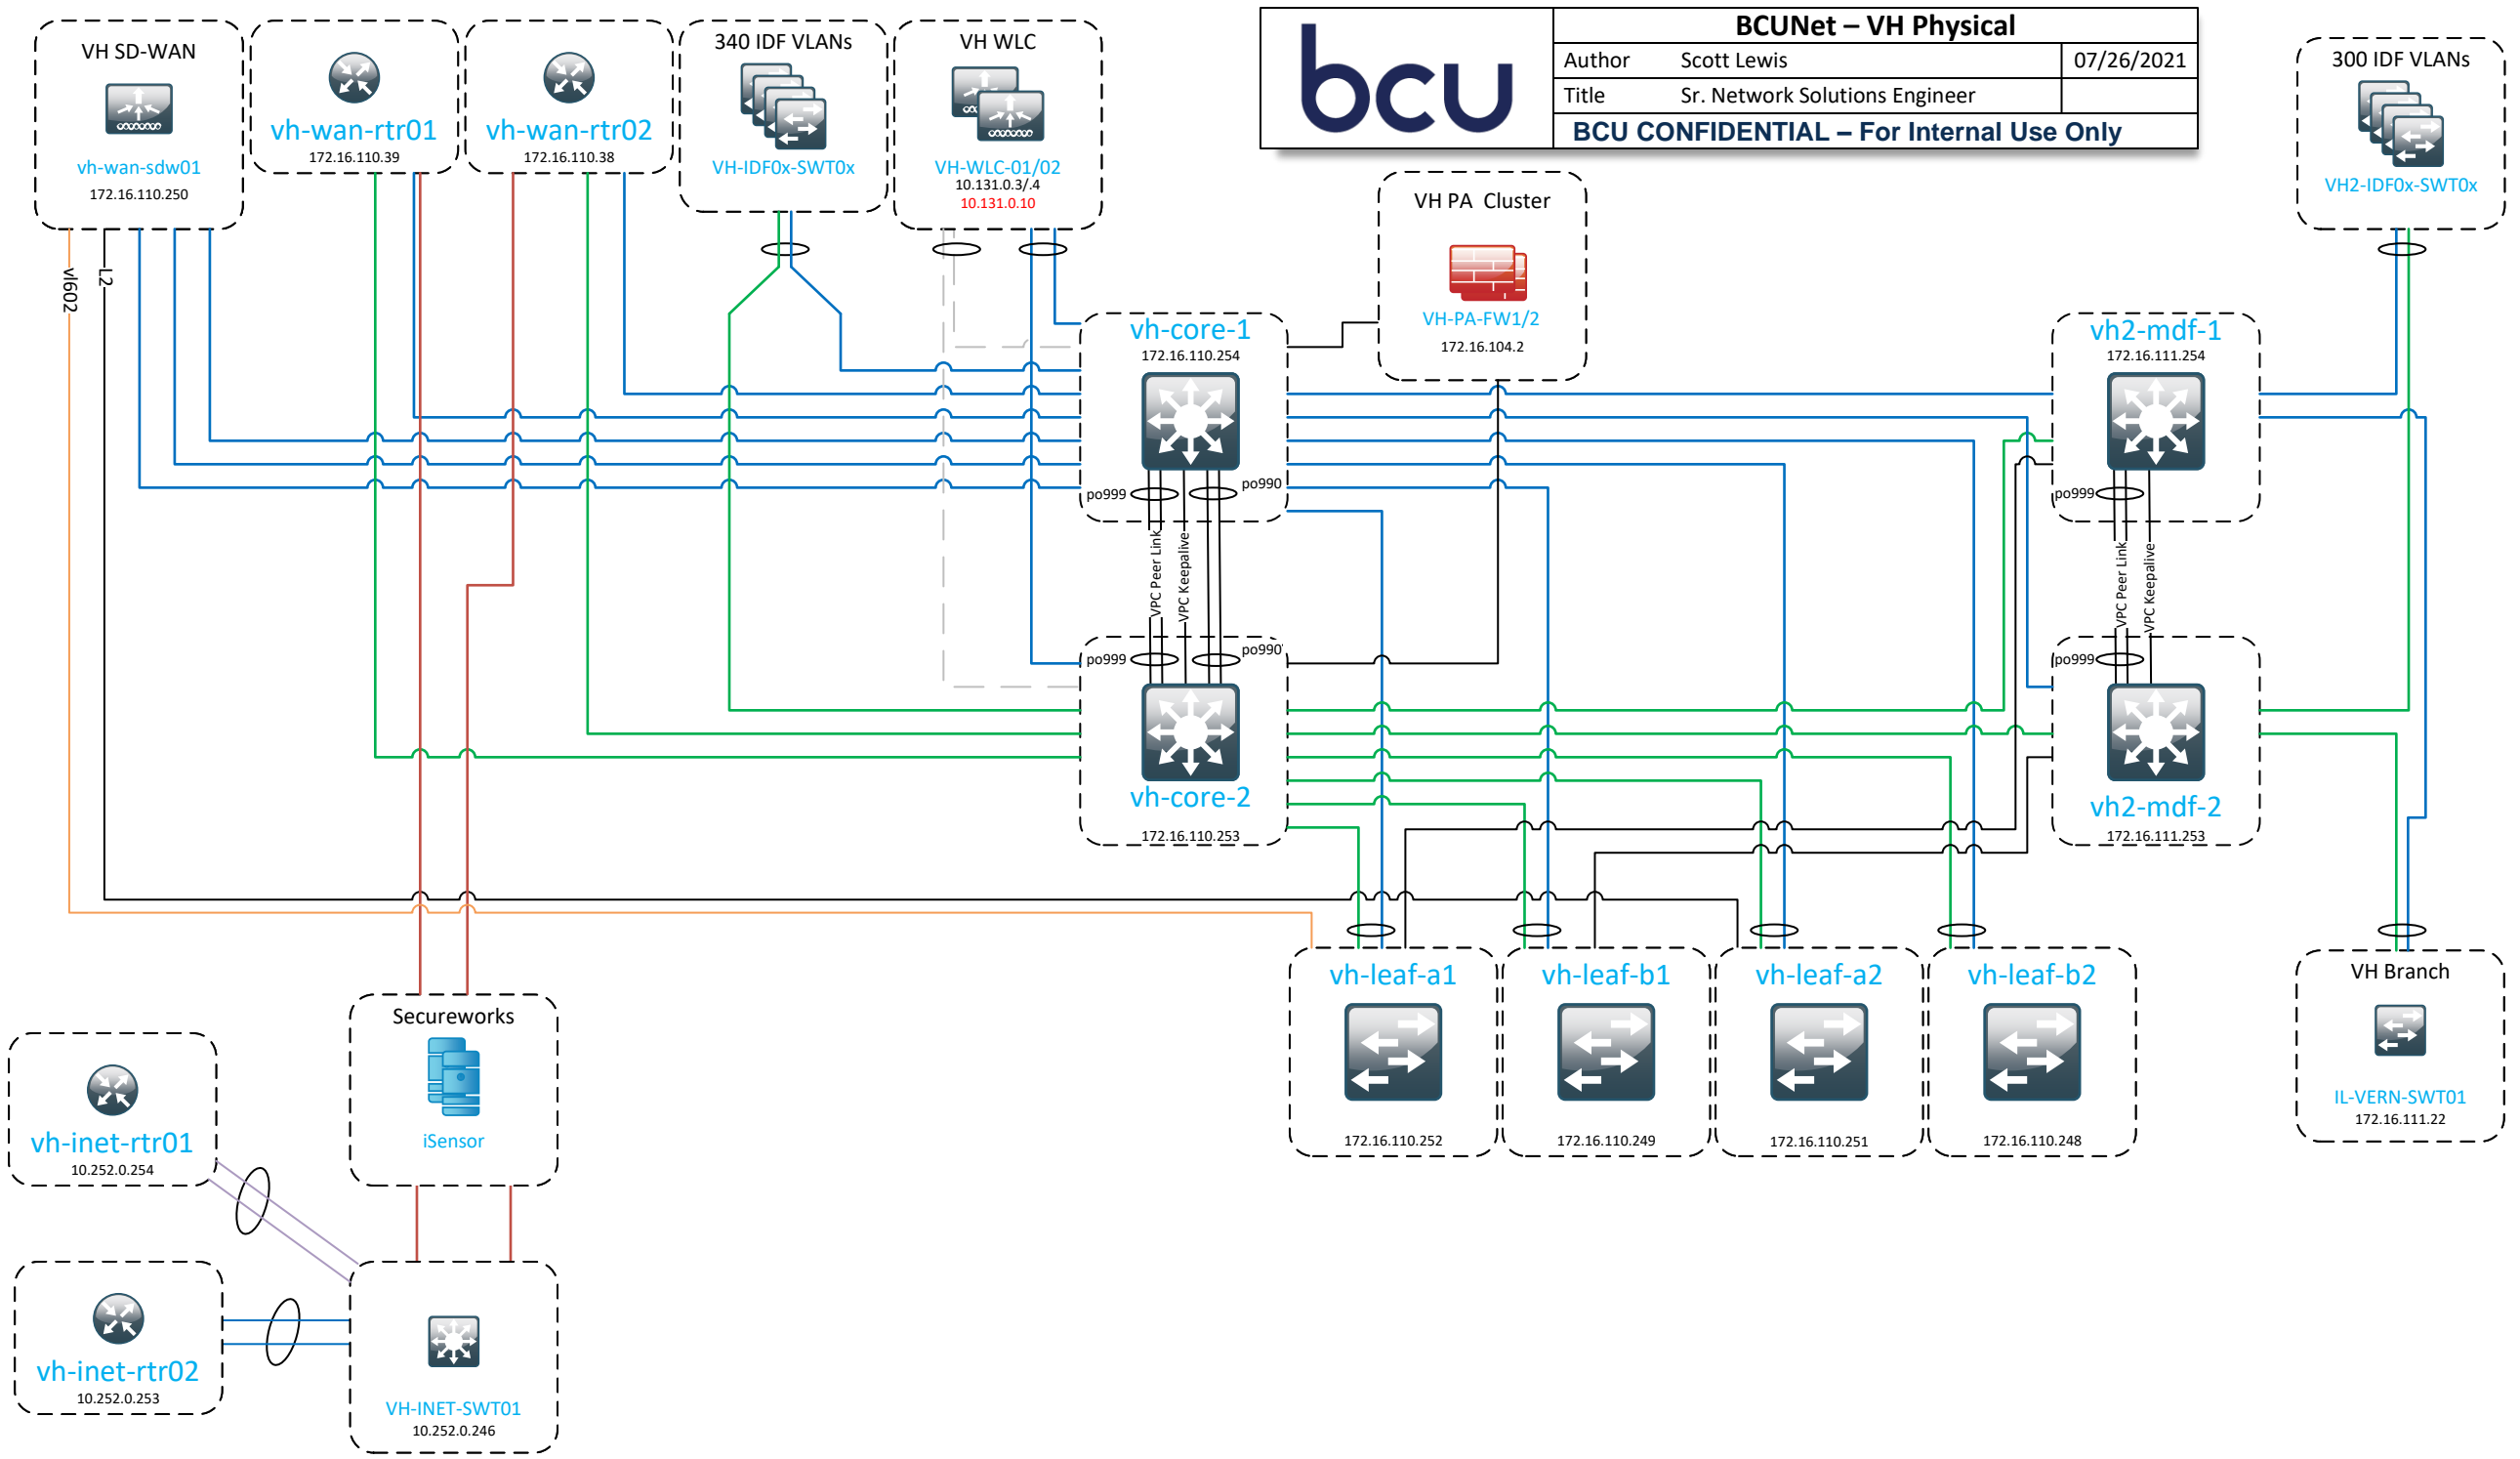 bcu
BCUNet – VH Physical
Author Scott Lewis 07/26/2021
Title Sr. Network Solutions Engineer
BCU CONFIDENTIAL – For Internal Use Only
VH SD-WAN
vh-wan-sdw01
172.16.110.250
vh-wan-rtr01
172.16.110.39
vh-wan-rtr02
172.16.110.38
340 IDF VLANs
VH-IDF0x-SWT0x
VH WLC
VH-WLC-01/02
10.131.0.3/.4
10.131.0.10
VH PA Cluster
VH-PA-FW1/2
172.16.104.2
300 IDF VLANs
VH2-IDF0x-SWT0x
vl602
L2
vh-core-1
172.16.110.254
po999
po990
VPC Peer Link
VPC Keepalive
po999
po990
vh-core-2
172.16.110.253
vh2-mdf-1
172.16.111.254
po999
VPC Peer Link
VPC Keepalive
po999
vh2-mdf-2
172.16.111.253
vh-leaf-a1
172.16.110.252
vh-leaf-b1
172.16.110.249
vh-leaf-a2
172.16.110.251
vh-leaf-b2
172.16.110.248
VH Branch
IL-VERN-SWT01
172.16.111.22
Secureworks
iSensor
vh-inet-rtr01
10.252.0.254
vh-inet-rtr02
10.252.0.253
VH-INET-SWT01
10.252.0.246